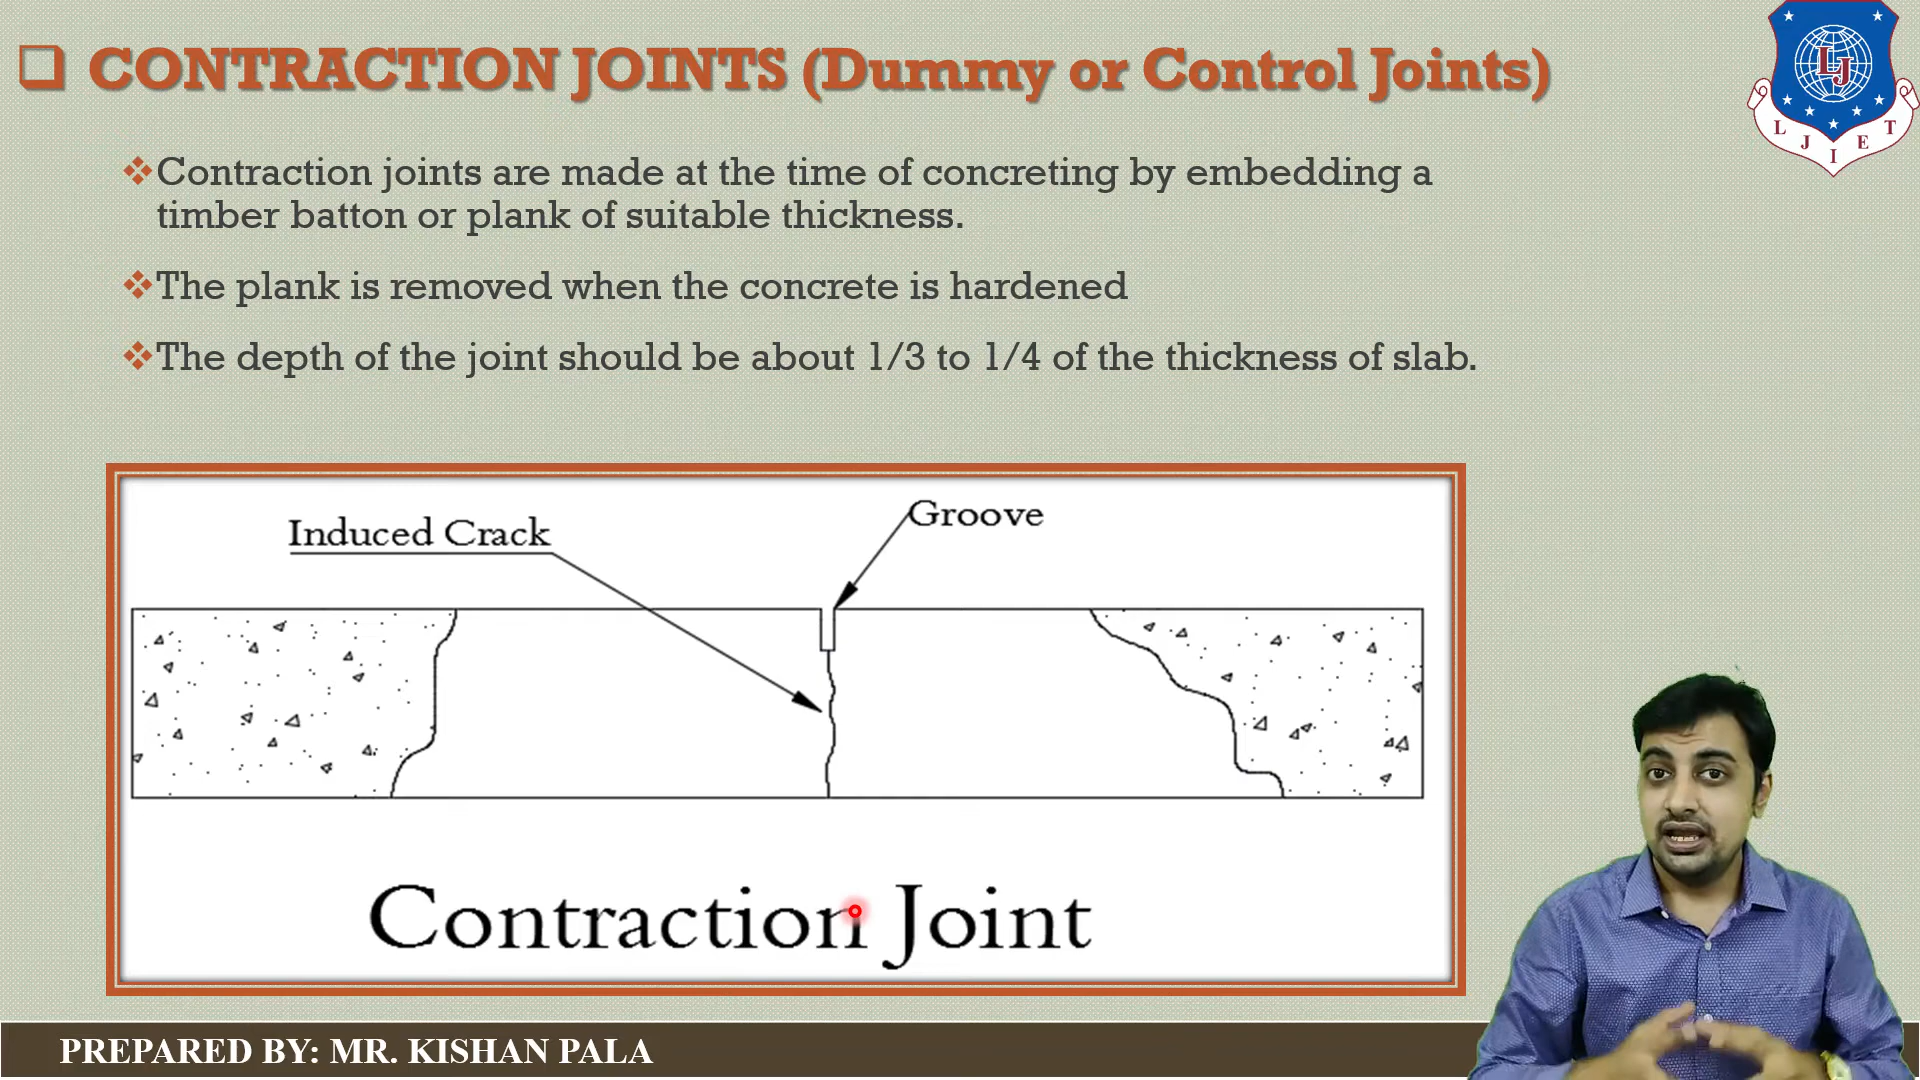 CONTRACTION JOINTS (Dummy or Control Joints)
LJ
L J I E T
Contraction joints are made at the time of concreting by embedding a
timber batton or plank of suitable thickness.
The plank is removed when the concrete is hardened
The depth of the joint should be about 1/3 to 1/4 of the thickness of slab.
Groove
Induced Crack
Contraction Joint
PREPARED BY: MR. KISHAN PALA